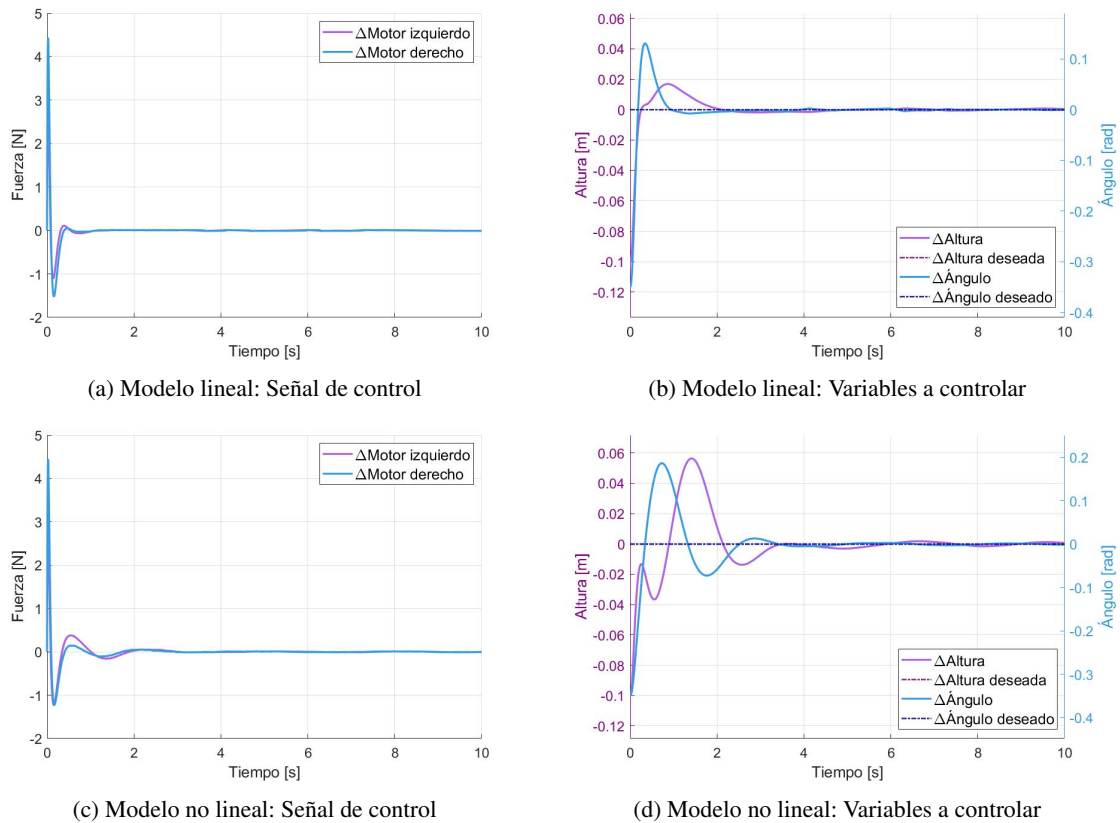 5
4
3
2
1
0
-1
-2
Fuerza [N]
0 2 4 6 8 10
Tiempo [s]
ΔMotor izquierdo
ΔMotor derecho
(a) Modelo lineal: Señal de control
0.06
0.04
0.02
0
-0.02
-0.04
-0.06
-0.08
-0.1
-0.12
Altura [m]
0.1
0
-0.1
-0.2
-0.3
-0.4
Ángulo [rad]
0 2 4 6 8 10
Tiempo [s]
ΔAltura
ΔAltura deseada
ΔÁngulo
ΔÁngulo deseado
(b) Modelo lineal: Variables a controlar
5
4
3
2
1
0
-1
-2
Fuerza [N]
0 2 4 6 8 10
Tiempo [s]
ΔMotor izquierdo
ΔMotor derecho
(c) Modelo no lineal: Señal de control
0.06
0.04
0.02
0
-0.02
-0.04
-0.06
-0.08
-0.1
-0.12
Altura [m]
0.2
0.1
0
-0.1
-0.2
-0.3
-0.4
Ángulo [rad]
0 2 4 6 8 10
Tiempo [s]
ΔAltura
ΔAltura deseada
ΔÁngulo
ΔÁngulo deseado
(d) Modelo no lineal: Variables a controlar